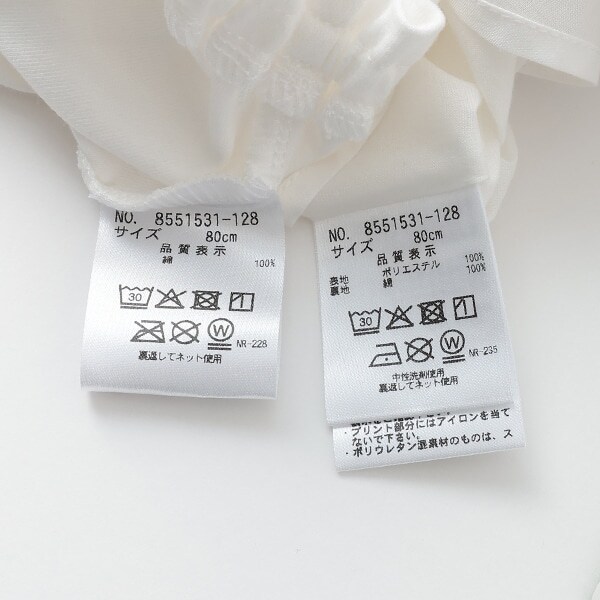 NO. 8551531-128
サイズ 80cm
品質表示
綿 100%
30
W
NR-228
裏返してネット使用
NO. 8551531-128
サイズ 80cm
品質表示
表地 ポリエステル 100%
裏地 綿 100%
30
W
NR-235
中性洗剤使用
裏返してネット使用
・プリント部分にはアイロンを当て
ないで下さい。
・ポリウレタン混素材のものは、ス